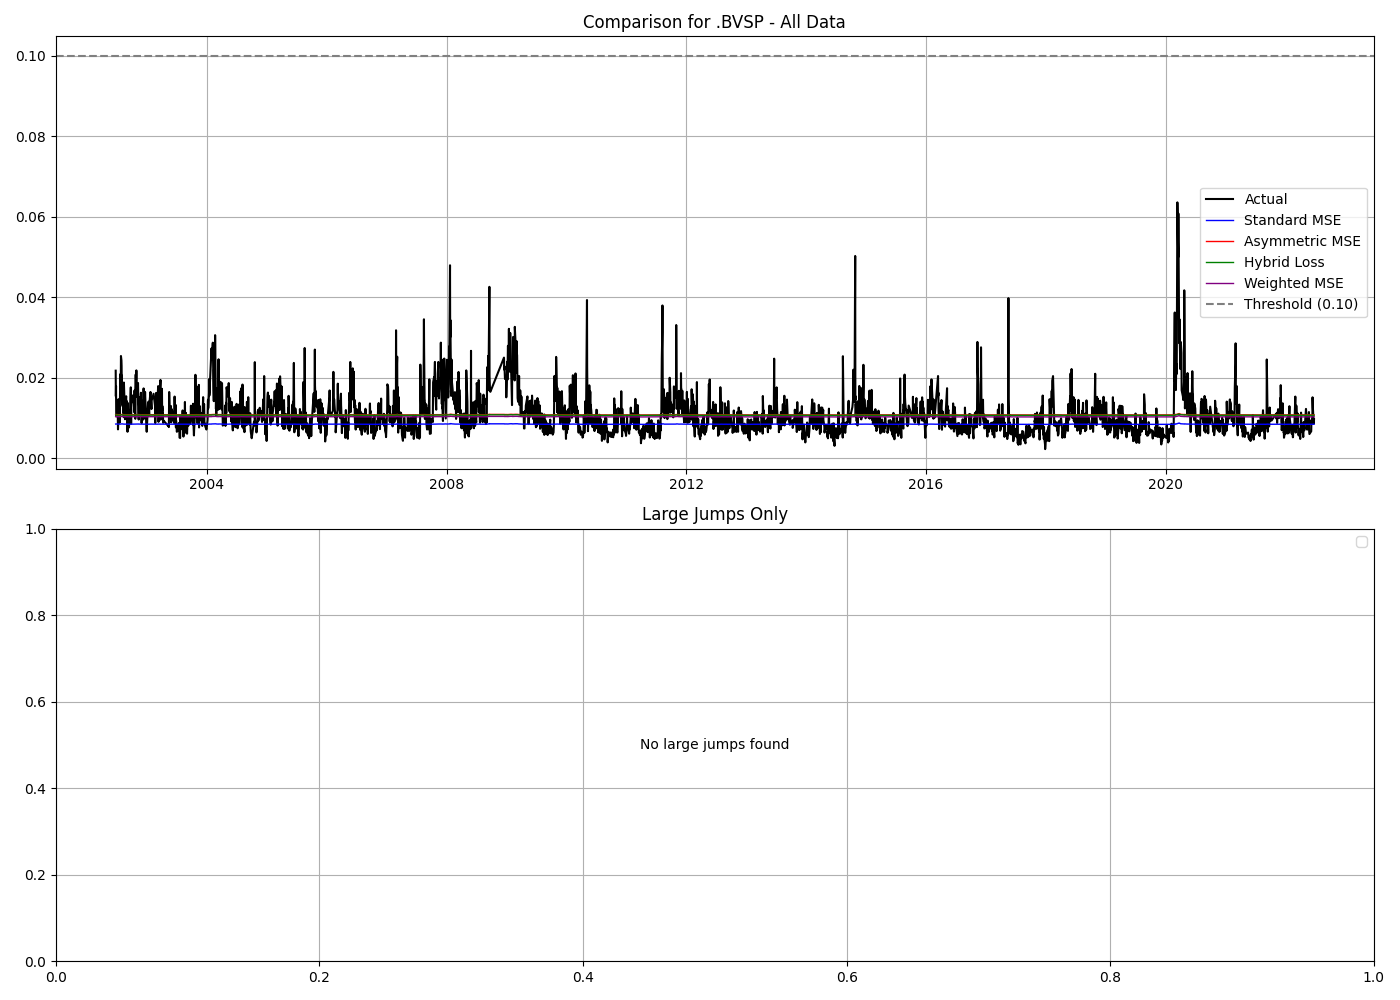 Comparison for .BVSP - All Data
0.10
0.08
0.06
0.04
0.02
0.00
Actual
Standard MSE
Asymmetric MSE
Hybrid Loss
Weighted MSE
Threshold (0.10)
2004
2008
2012
2016
2020
Large Jumps Only
1.0
0.8
0.6
0.4
0.2
0.0
No large jumps found
0.0
0.2
0.4
0.6
0.8
1.0